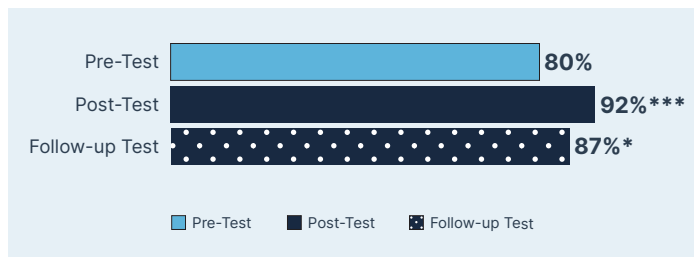 Pre-Test 80%
Post-Test 92%***
Follow-up Test 87%*
Pre-Test Post-Test Follow-up Test